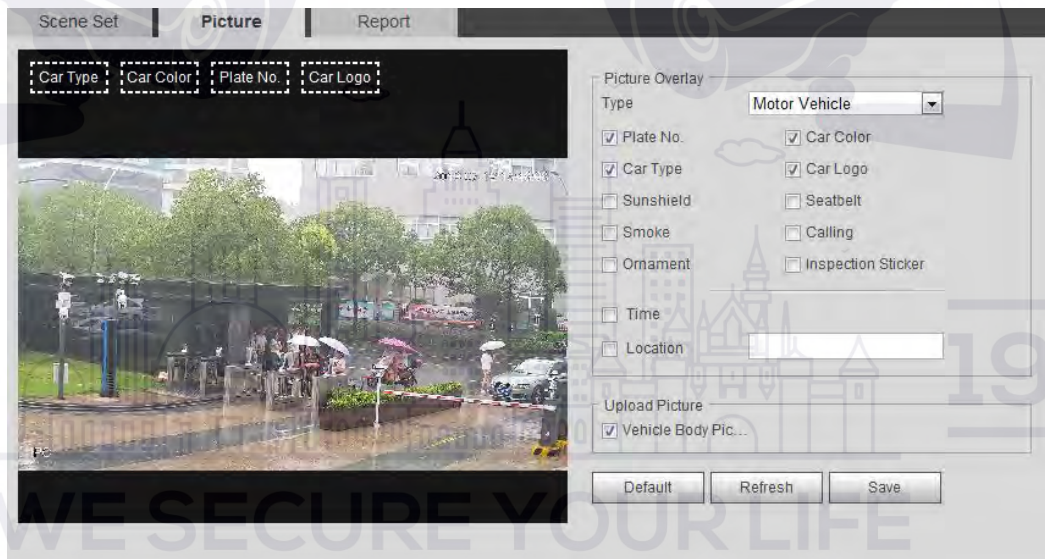 Scene Set Picture Report
Car Type Car Color Plate No. Car Logo
Picture Overlay
Type Motor Vehicle
Plate No. Car Color
Car Type Car Logo
Sunshield Seatbelt
Smoke Calling
Ornament Inspection Sticker
Time
Location
Upload Picture
Vehicle Body Pic...
Default Refresh Save
19
WE SECURE YOUR LIFE